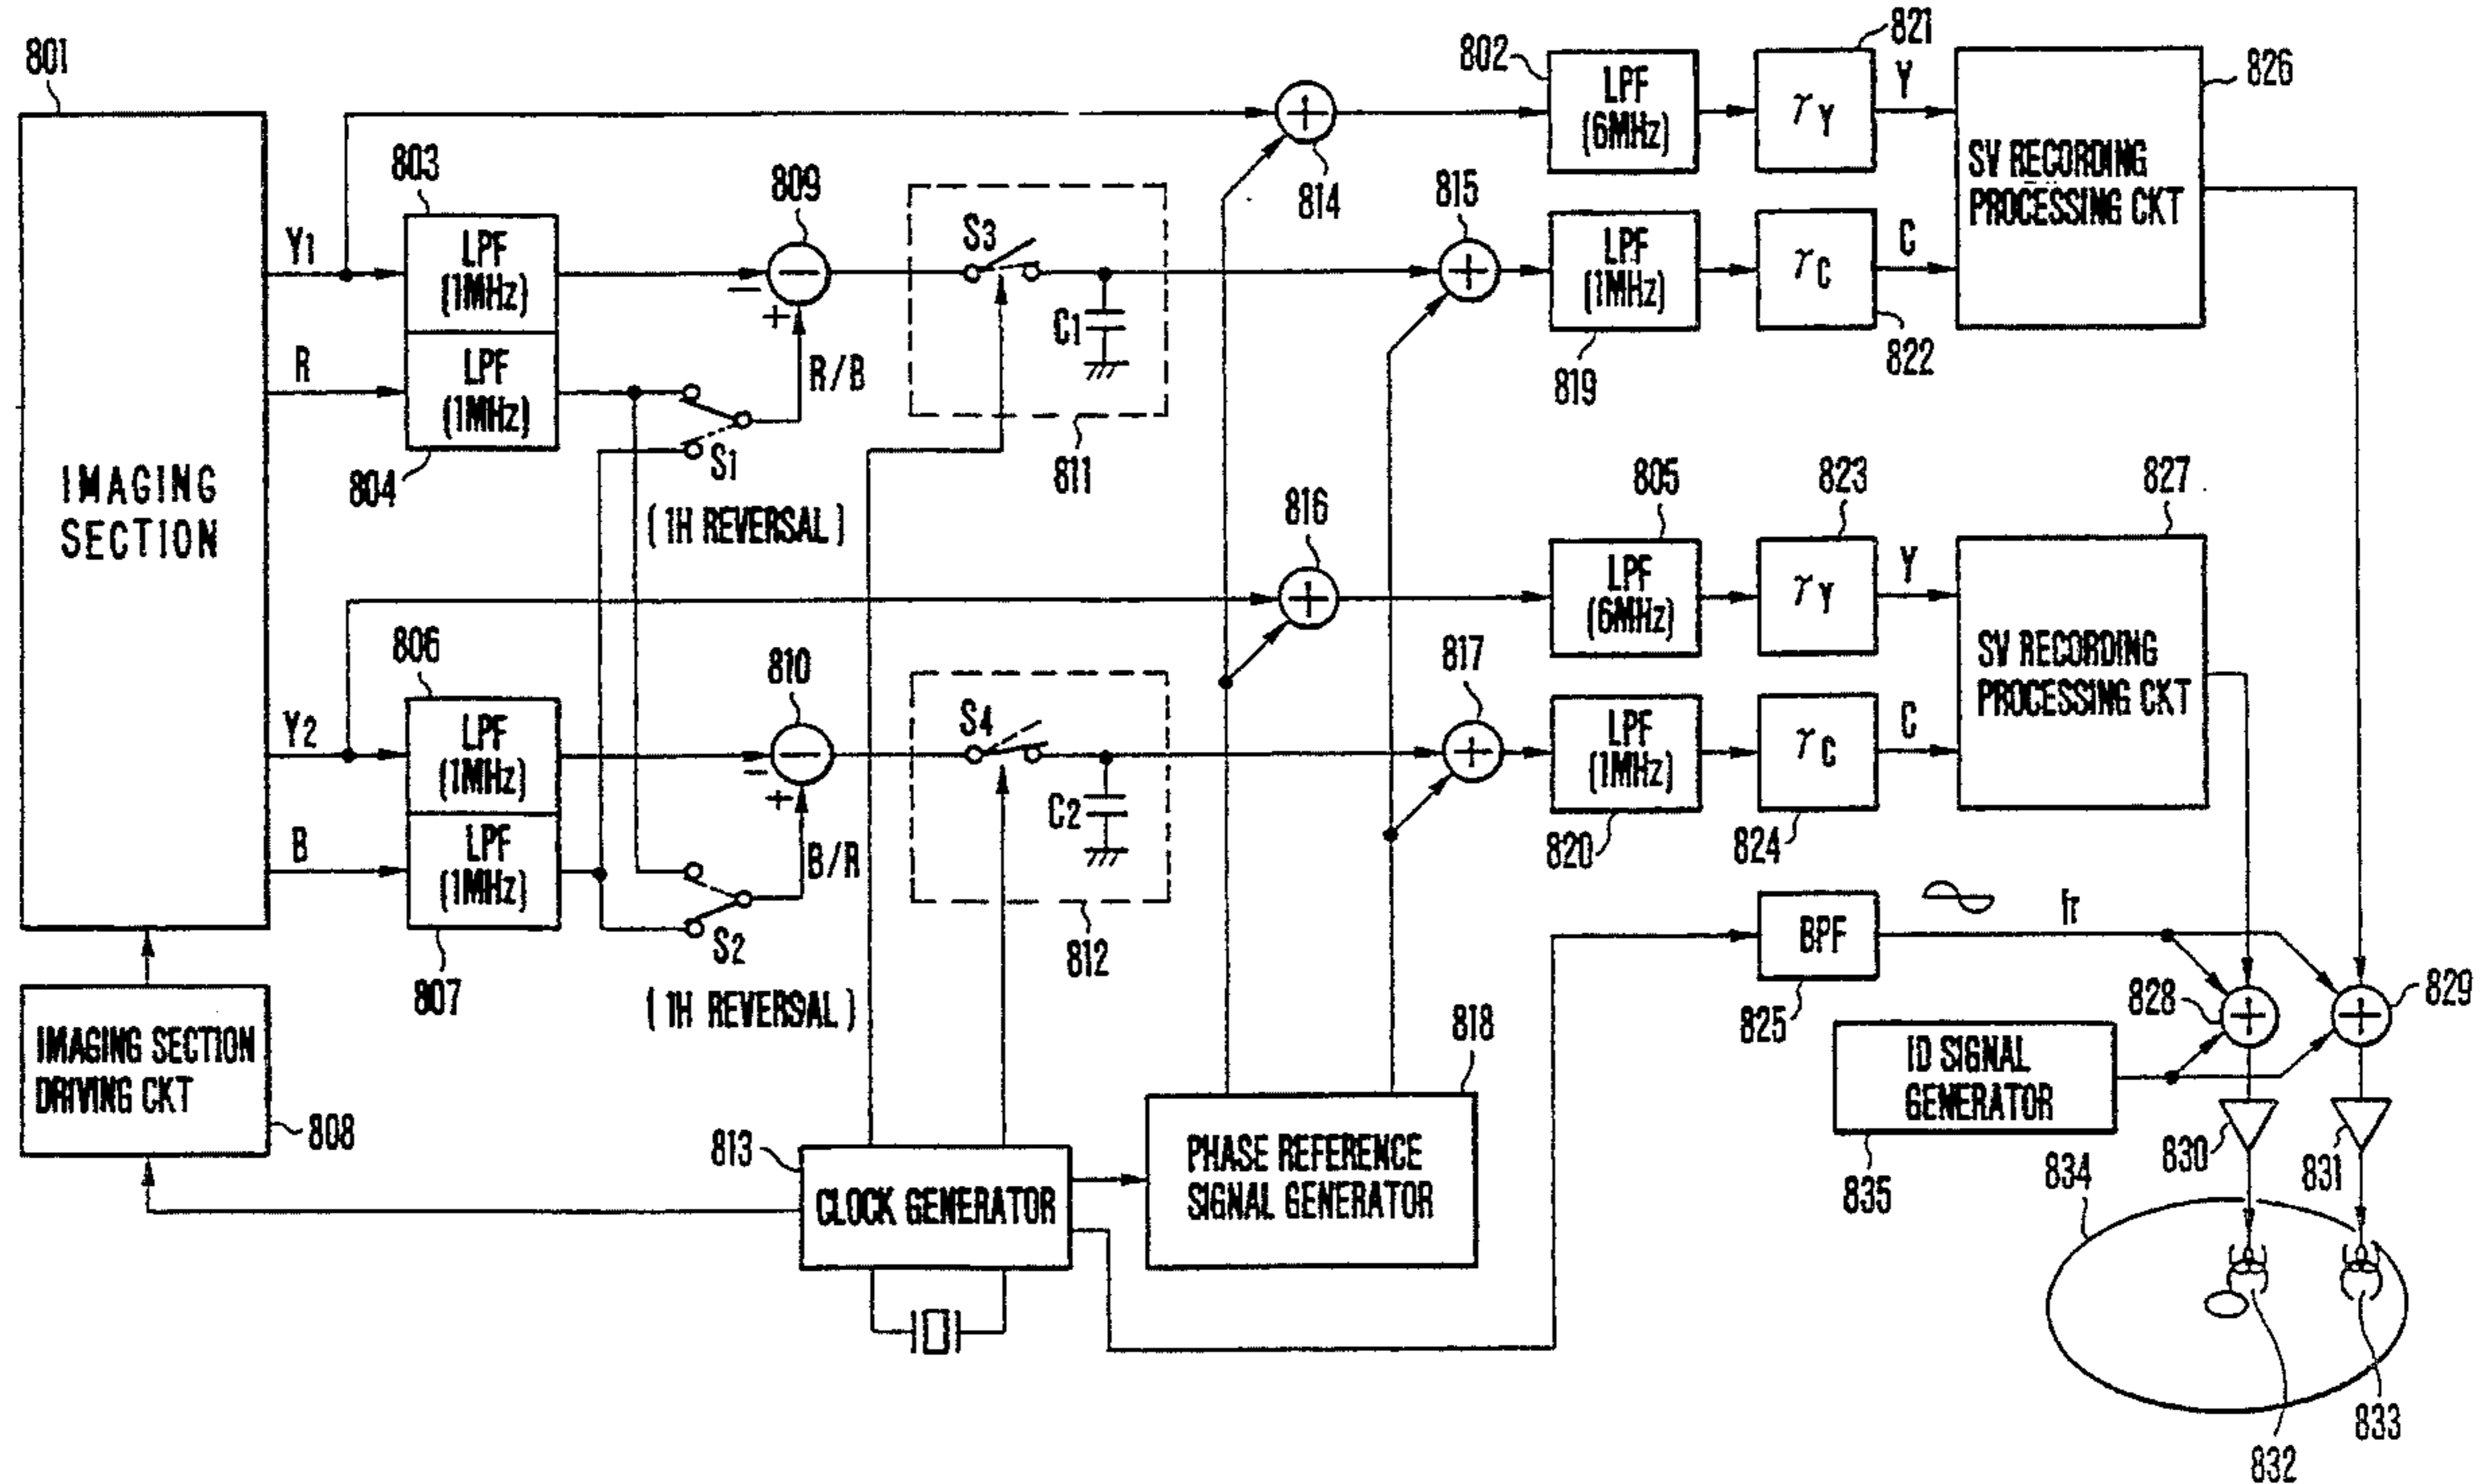 801
IMAGING
SECTION
Y1
R
Y2
B
803
LPF
(1MHz)
LPF
(1MHz)
804
806
LPF
(1MHz)
LPF
(1MHz)
807
IMAGING SECTION
DRIVING CKT
808
809
−
+
R/B
S1
(1H REVERSAL)
810
−
+
B/R
S2
(1H REVERSAL)
S3
C1
811
S4
C2
812
813
CLOCK GENERATOR
818
PHASE REFERENCE
SIGNAL GENERATOR
814
815
816
817
802
LPF
(6MHz)
821
γY
Y
LPF
(1MHz)
819
γC
822
C
826
SV RECORDING
PROCESSING CKT
805
LPF
(6MHz)
823
γY
Y
LPF
(1MHz)
820
γC
824
C
827
SV RECORDING
PROCESSING CKT
BPF
825
828
829
ID SIGNAL
GENERATOR
835
830
831
834
832
833